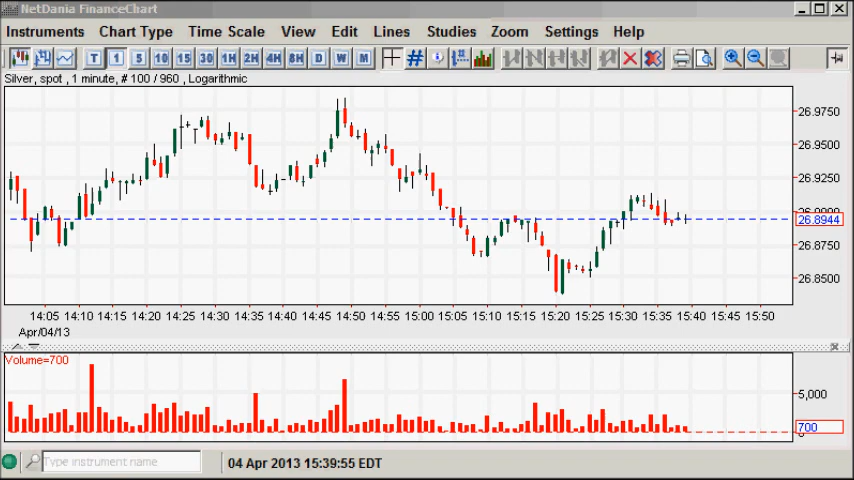 NetDania FinanceChart
Instruments Chart Type Time Scale View Edit Lines Studies Zoom Settings Help
T 1 5 10 15 30 1H 2H 4H 8H D W M
Silver, spot , 1 minute, # 100 / 960 , Logarithmic
26.9750
26.9500
26.9250
26.9000
26.8944
26.8750
26.8500
14:05 14:10 14:15 14:20 14:25 14:30 14:35 14:40 14:45 14:50 14:55 15:00 15:05 15:10 15:15 15:20 15:25 15:30 15:35 15:40 15:45 15:50
Apr/04/13
Volume=700
5,000
700
0
Type instrument name
04 Apr 2013 15:39:55 EDT